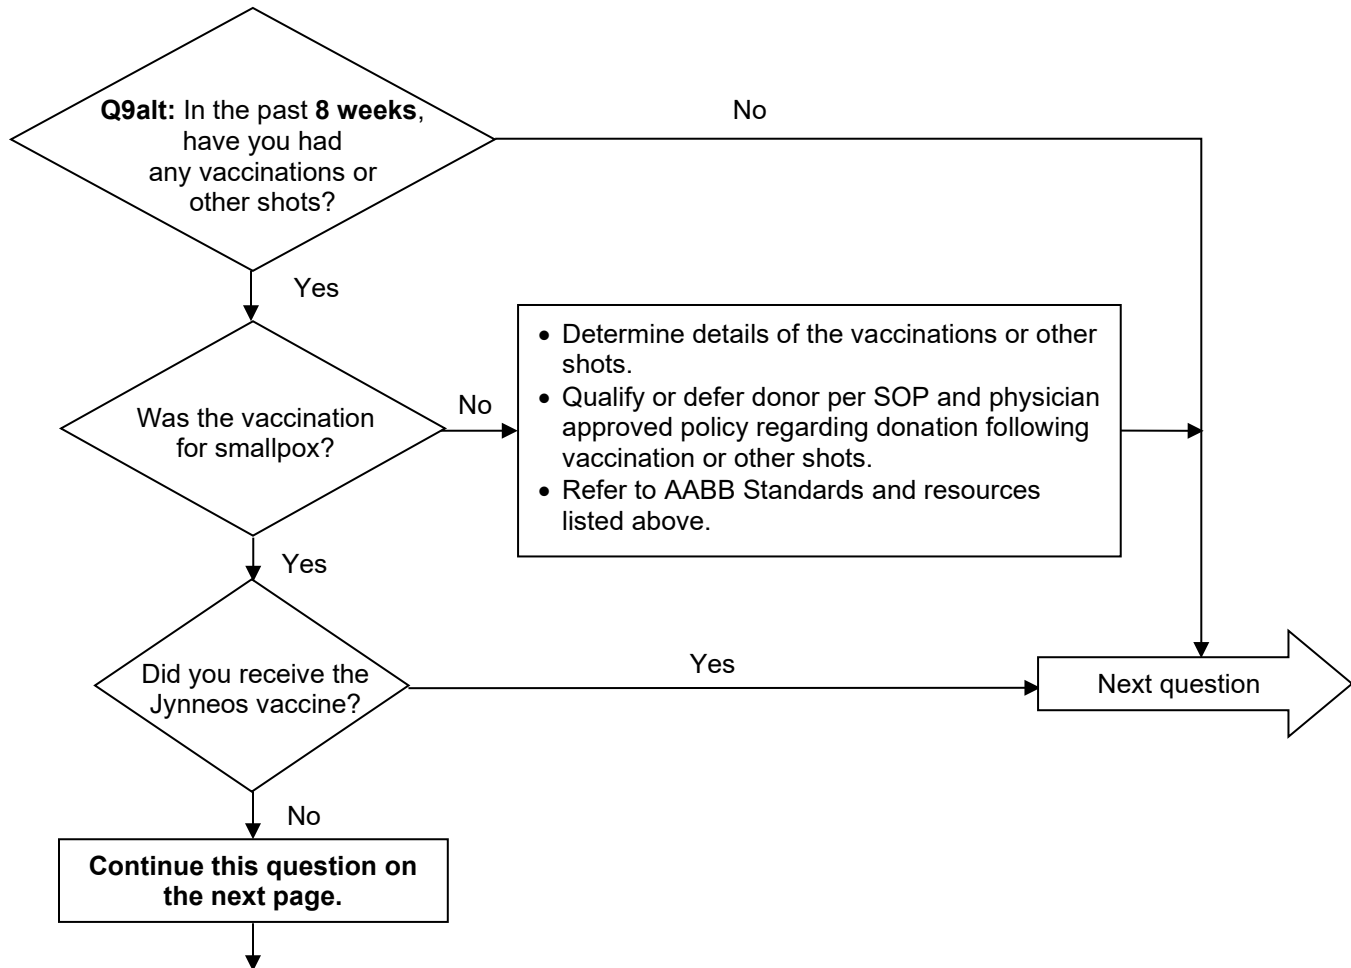 Q9alt: In the past 8 weeks,
have you had
any vaccinations or
other shots?
No
Yes
Was the vaccination
for smallpox?
No
• Determine details of the vaccinations or other
shots.
• Qualify or defer donor per SOP and physician
approved policy regarding donation following
vaccination or other shots.
• Refer to AABB Standards and resources
listed above.
Yes
Did you receive the
Jynneos vaccine?
Yes
Next question
No
Continue this question on
the next page.